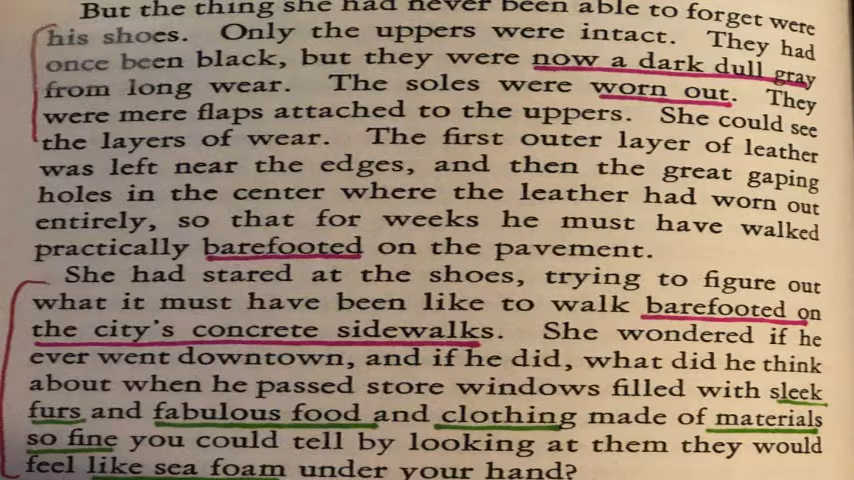 But the thing she had never been able to forget were
his shoes. Only the uppers were intact. They had
once been black, but they were now a dark dull gray
from long wear. The soles were worn out. They
were mere flaps attached to the uppers. She could see
the layers of wear. The first outer layer of leather
was left near the edges, and then the great gaping
holes in the center where the leather had worn out
entirely, so that for weeks he must have walked
practically barefooted on the pavement.
She had stared at the shoes, trying to figure out
what it must have been like to walk barefooted on
the city's concrete sidewalks. She wondered if he
ever went downtown, and if he did, what did he think
about when he passed store windows filled with sleek
furs and fabulous food and clothing made of materials
so fine you could tell by looking at them they would
feel like sea foam under your hand?